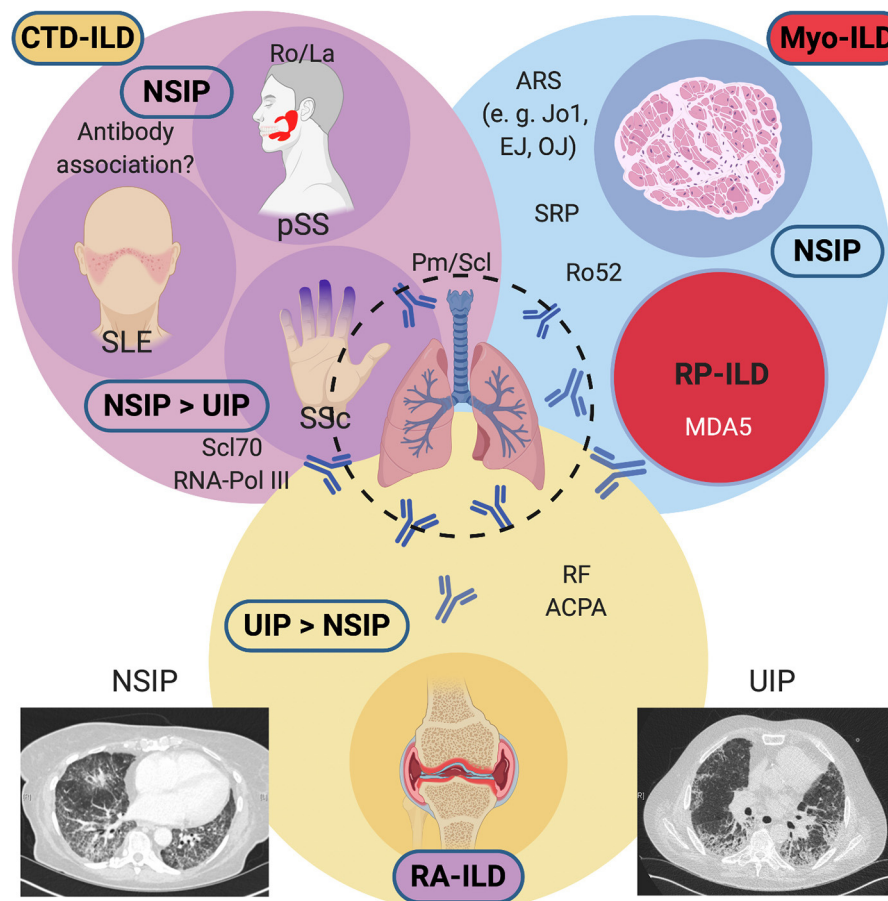 CTD-ILD
Myo-ILD
Ro/La
NSIP
Antibody
association?
pSS
SLE
ARS
(e. g. Jo1,
EJ, OJ)
SRP
NSIP
Pm/Scl
Ro52
RP-ILD
MDA5
NSIP > UIP
SSc
Scl70
RNA-Pol III
RF
ACPA
UIP > NSIP
NSIP
UIP
RA-ILD